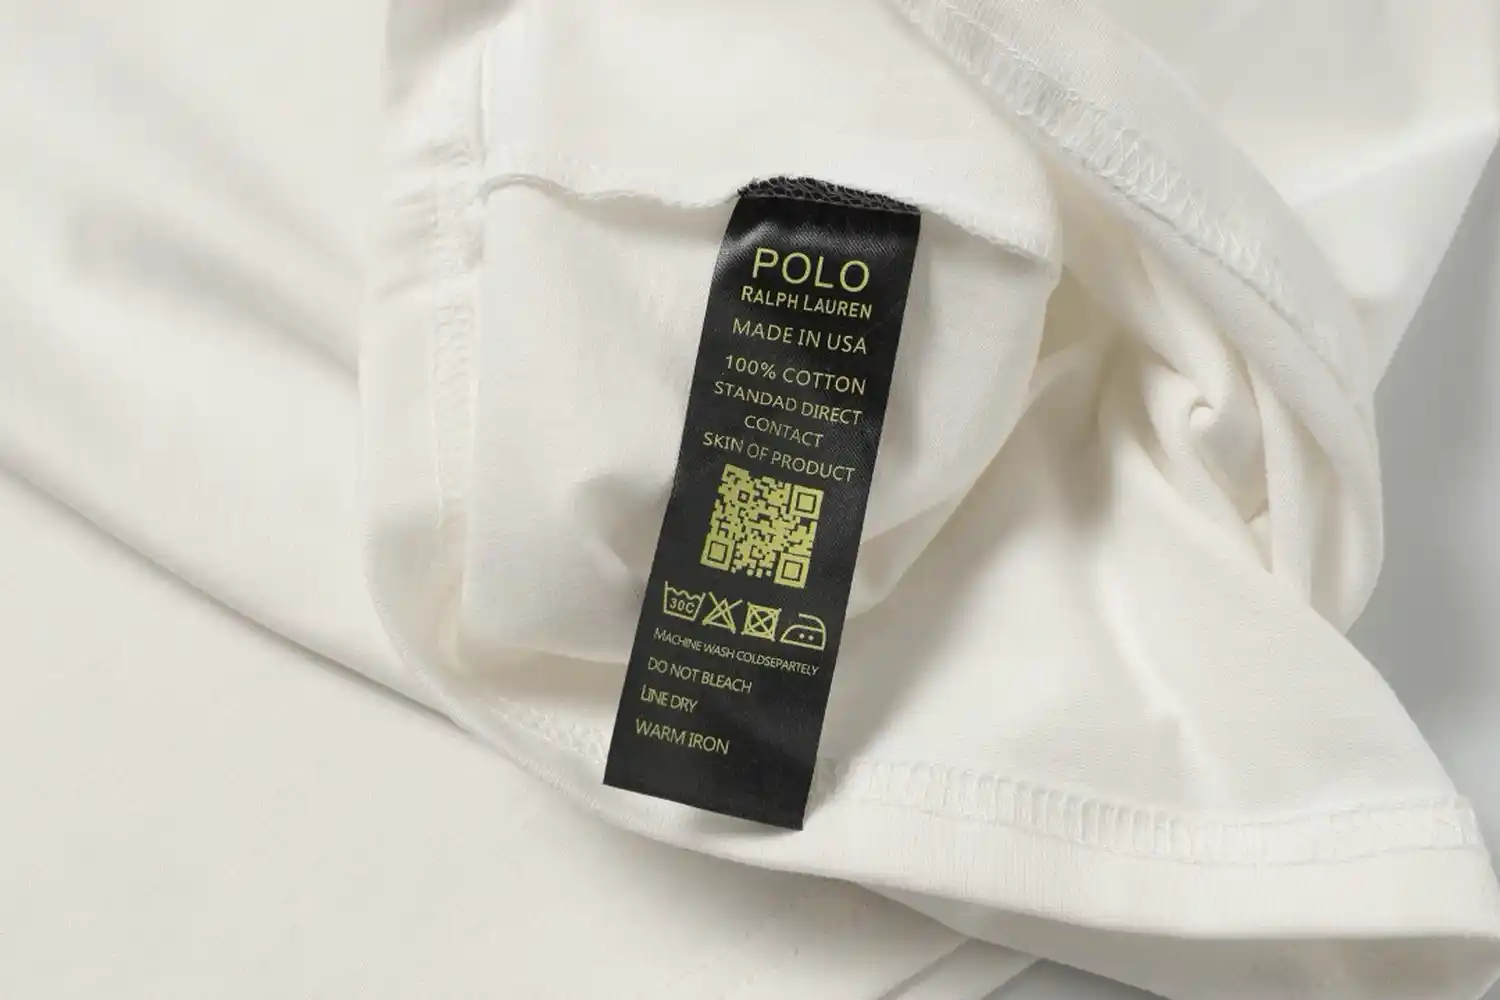 POLO
RALPH LAUREN
MADE IN USA
100% COTTON
STANDAD DIRECT
CONTACT
SKIN OF PRODUCT
30C
MACHINE WASH COLDSEPARTELY
DO NOT BLEACH
LINE DRY
WARM IRON